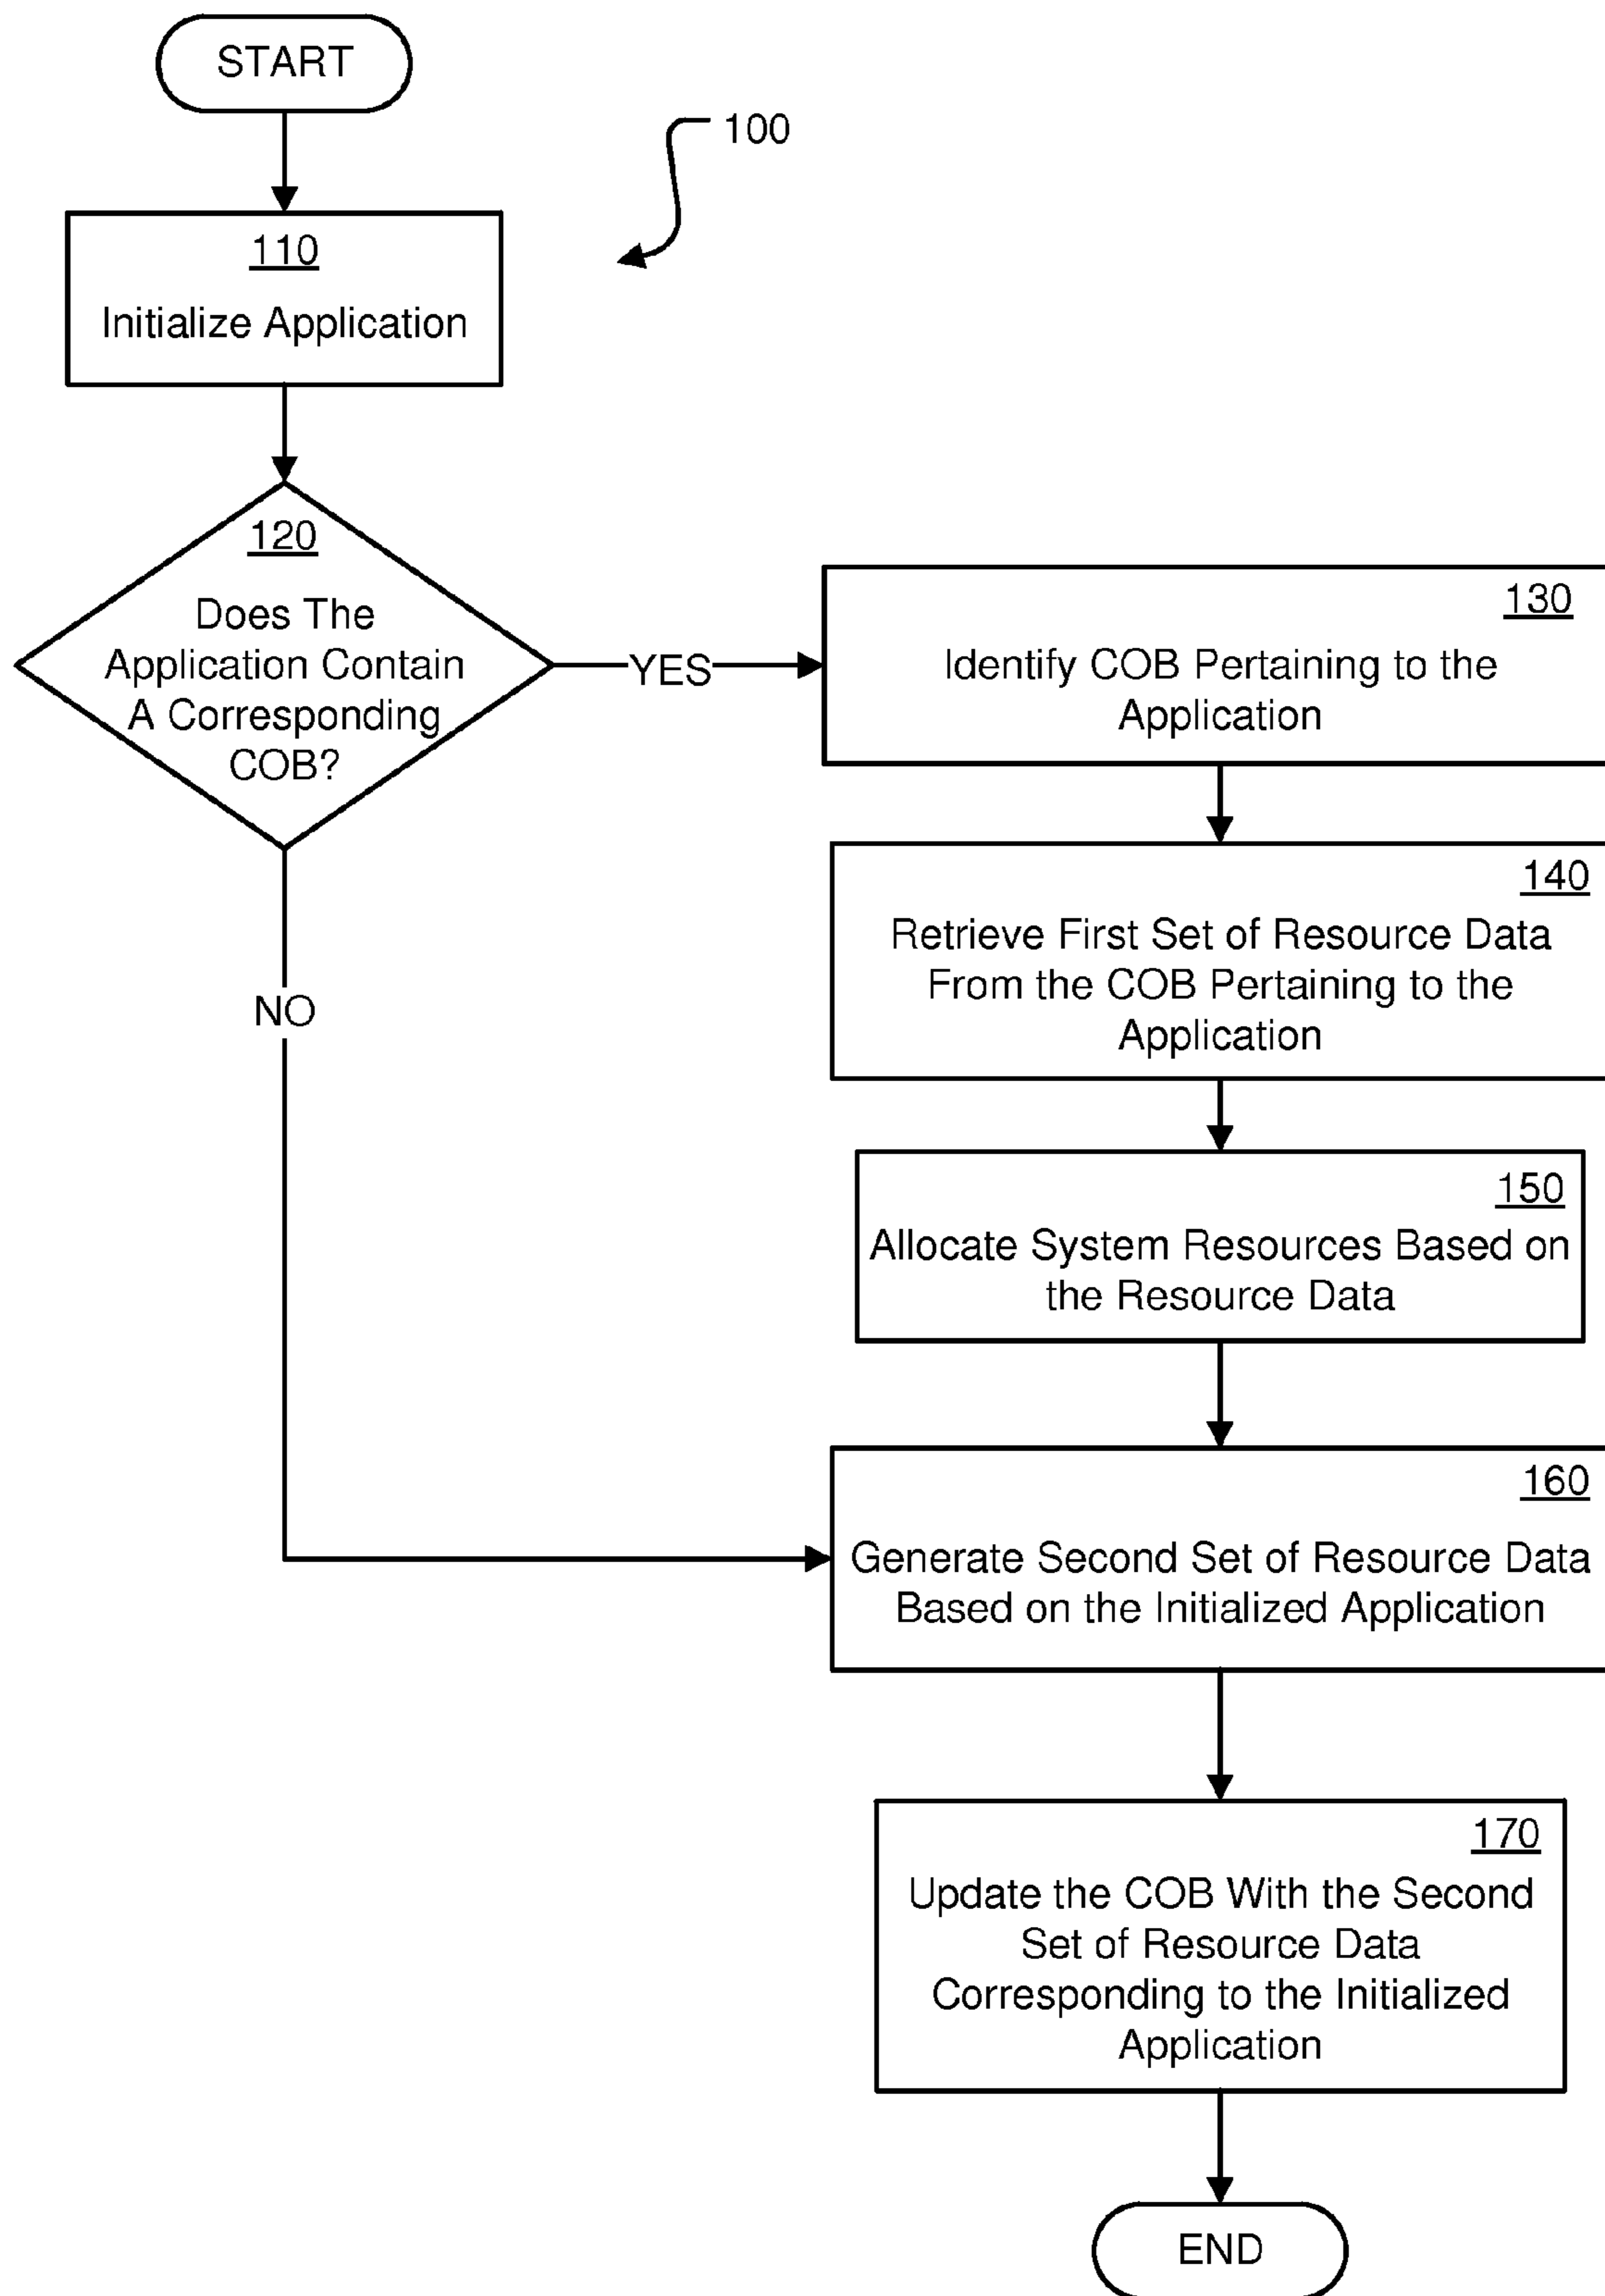 START
100
110
Initialize Application
120
Does The
Application Contain
A Corresponding
COB?
YES
NO
130
Identify COB Pertaining to the
Application
140
Retrieve First Set of Resource Data
From the COB Pertaining to the
Application
150
Allocate System Resources Based on
the Resource Data
160
Generate Second Set of Resource Data
Based on the Initialized Application
170
Update the COB With the Second
Set of Resource Data
Corresponding to the Initialized
Application
END